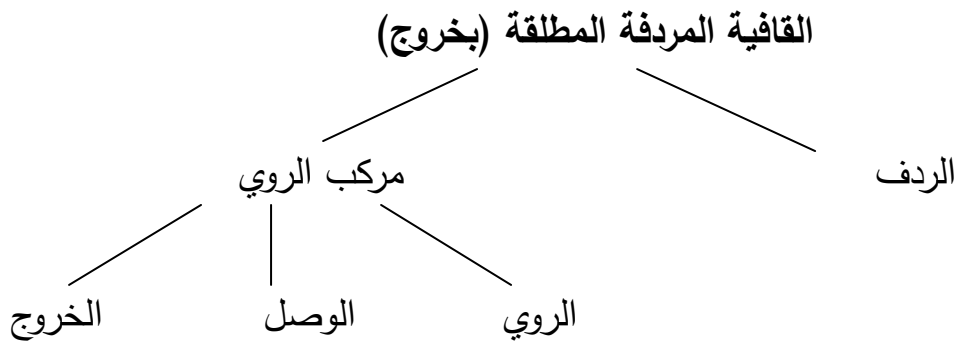 القافية المردفة المطلقة (بخروج)
الردف مركب الروي
الروي الوصل الخروج